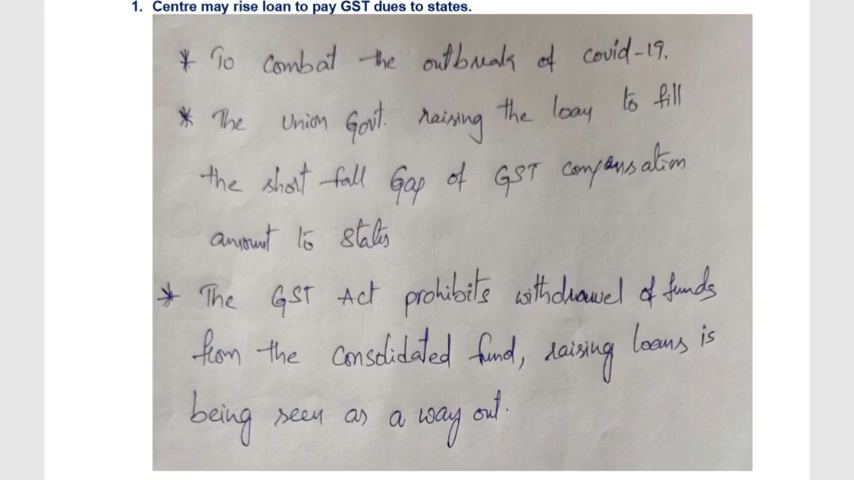 1. Centre may rise loan to pay GST dues to states.
* To combat the outbreak of covid-19.
* The Union Govt. raising the loay to fill
the short fall Gap of GST compensation
amount to states
* The GST Act prohibits withdrawel of funds
from the consolidated fund, raising loans is
being seen as a way out.